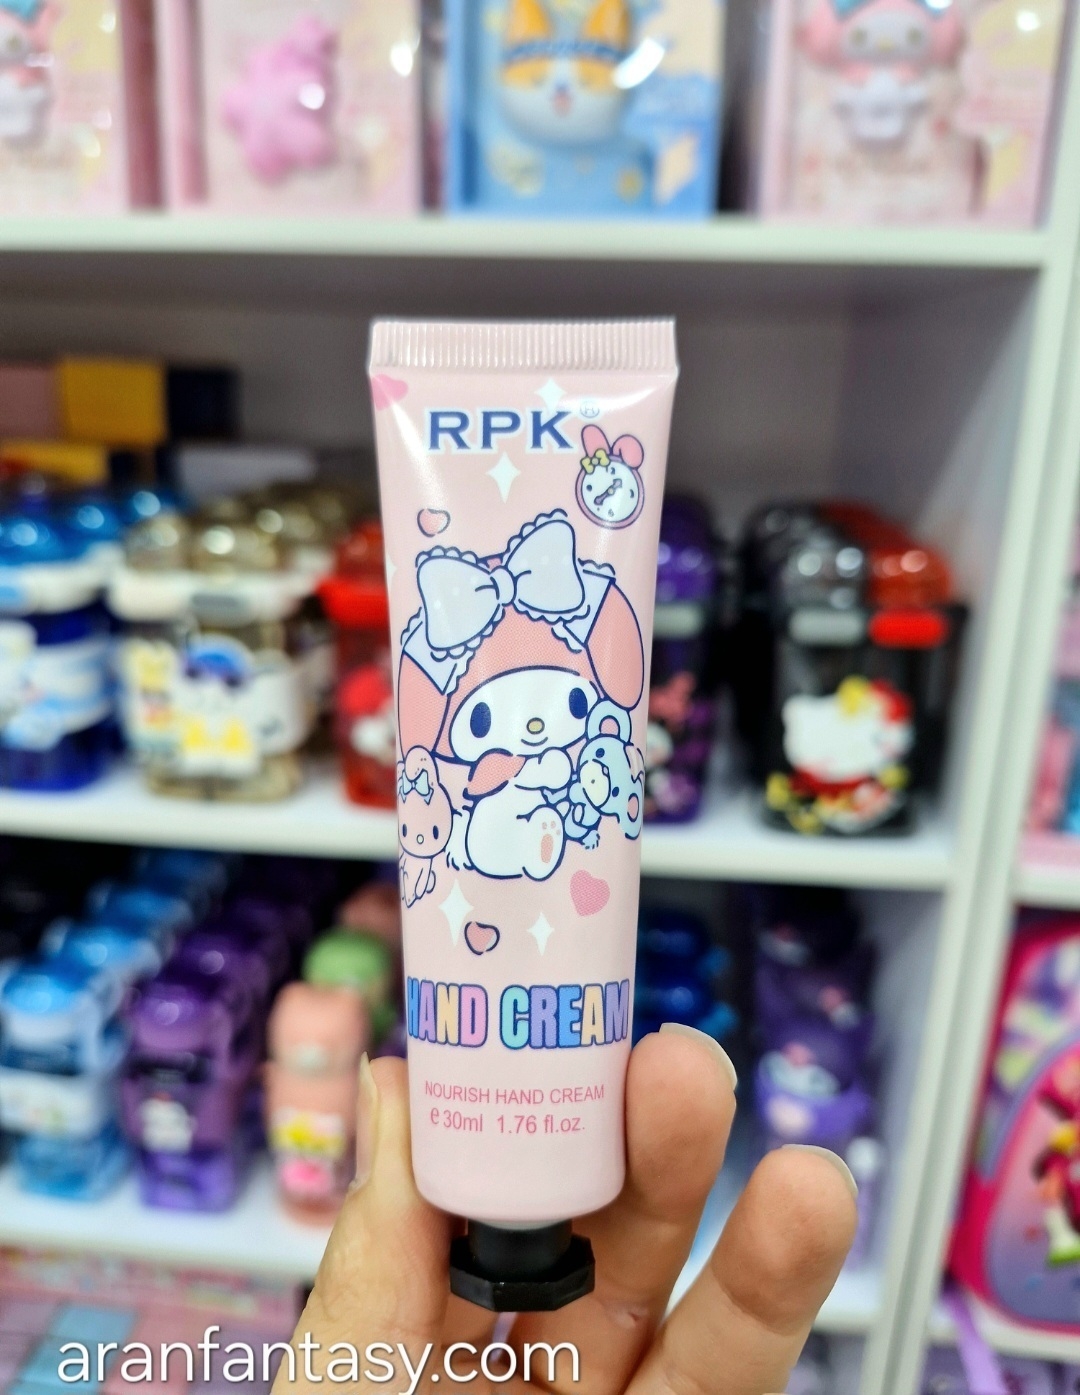 RPK®
HAND CREAM
NOURISH HAND CREAM
e 30ml 1.76 fl.oz.
aranfantasy.com